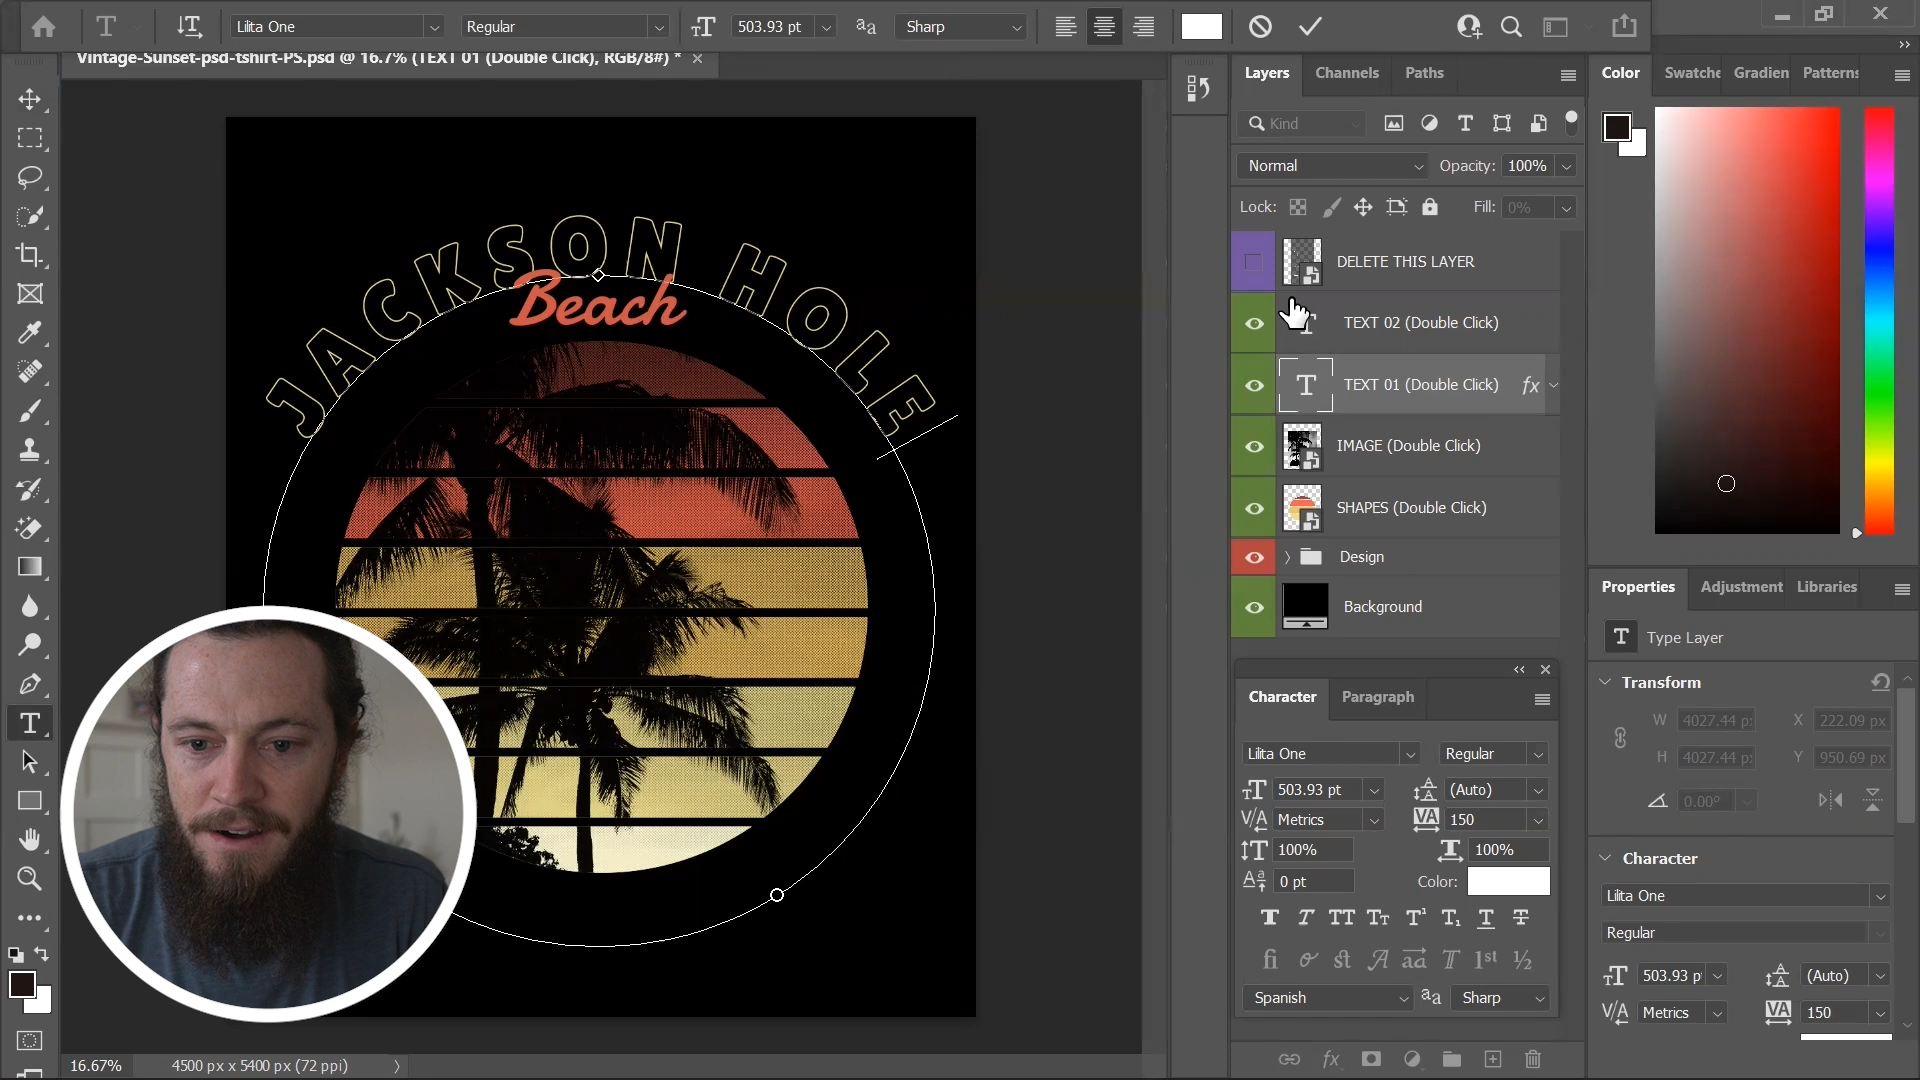 Lilita One
Regular
503.93 pt
Sharp
Vintage-Sunset-psd-tshirt-PS.psd @ 16.7% (TEXT 01 (Double Click), RGB/8#) *
Layers
Channels
Paths
Color
Swatche
Gradien
Patterns
Kind
Normal
Opacity: 100%
Lock:
Fill: 0%
DELETE THIS LAYER
TEXT 02 (Double Click)
TEXT 01 (Double Click)
fx
IMAGE (Double Click)
SHAPES (Double Click)
Design
Background
JACKSON HOLE
Beach
Properties
Adjustment
Libraries
Type Layer
Transform
W 4027.44 p
X 222.09 px
H 4027.44 p
Y 950.69 px
0.00°
Character
Paragraph
Lilita One
Regular
503.93 pt
(Auto)
Metrics
150
100%
100%
0 pt
Color:
Spanish
Sharp
Character
Lilita One
Regular
503.93 p
(Auto)
Metrics
150
16.67%
4500 px x 5400 px (72 ppi)